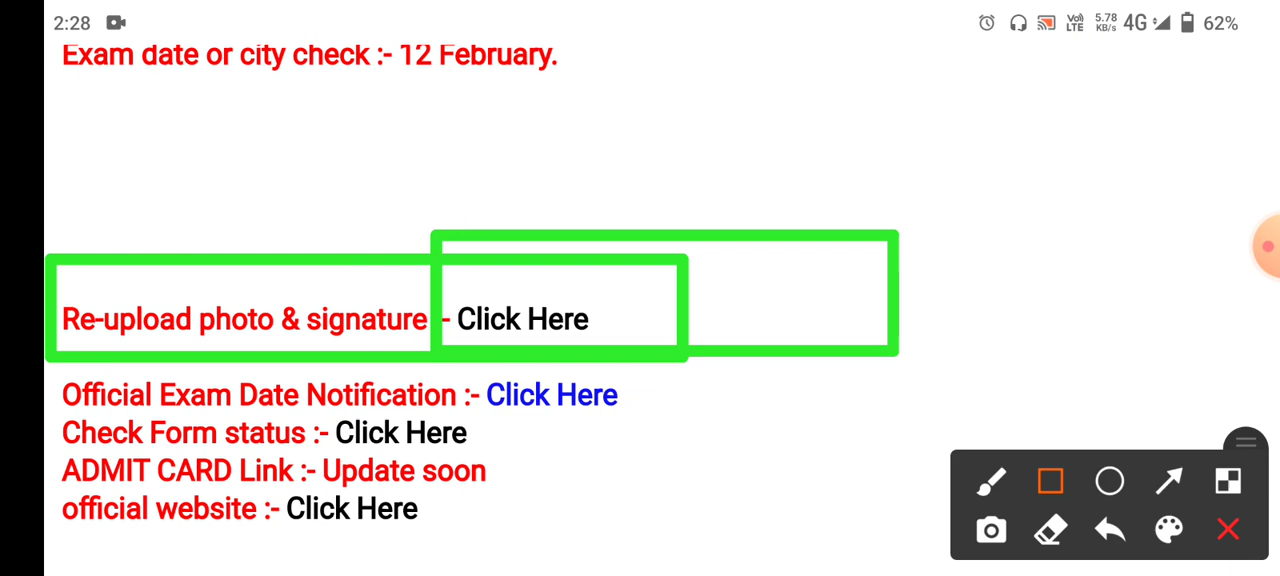 2:28 Vo) LTE 5.78 KB/s 4G 62%
Exam date or city check :- 12 February.
Re-upload photo & signature :- Click Here
Official Exam Date Notification :- Click Here
Check Form status :- Click Here
ADMIT CARD Link :- Update soon
official website :- Click Here